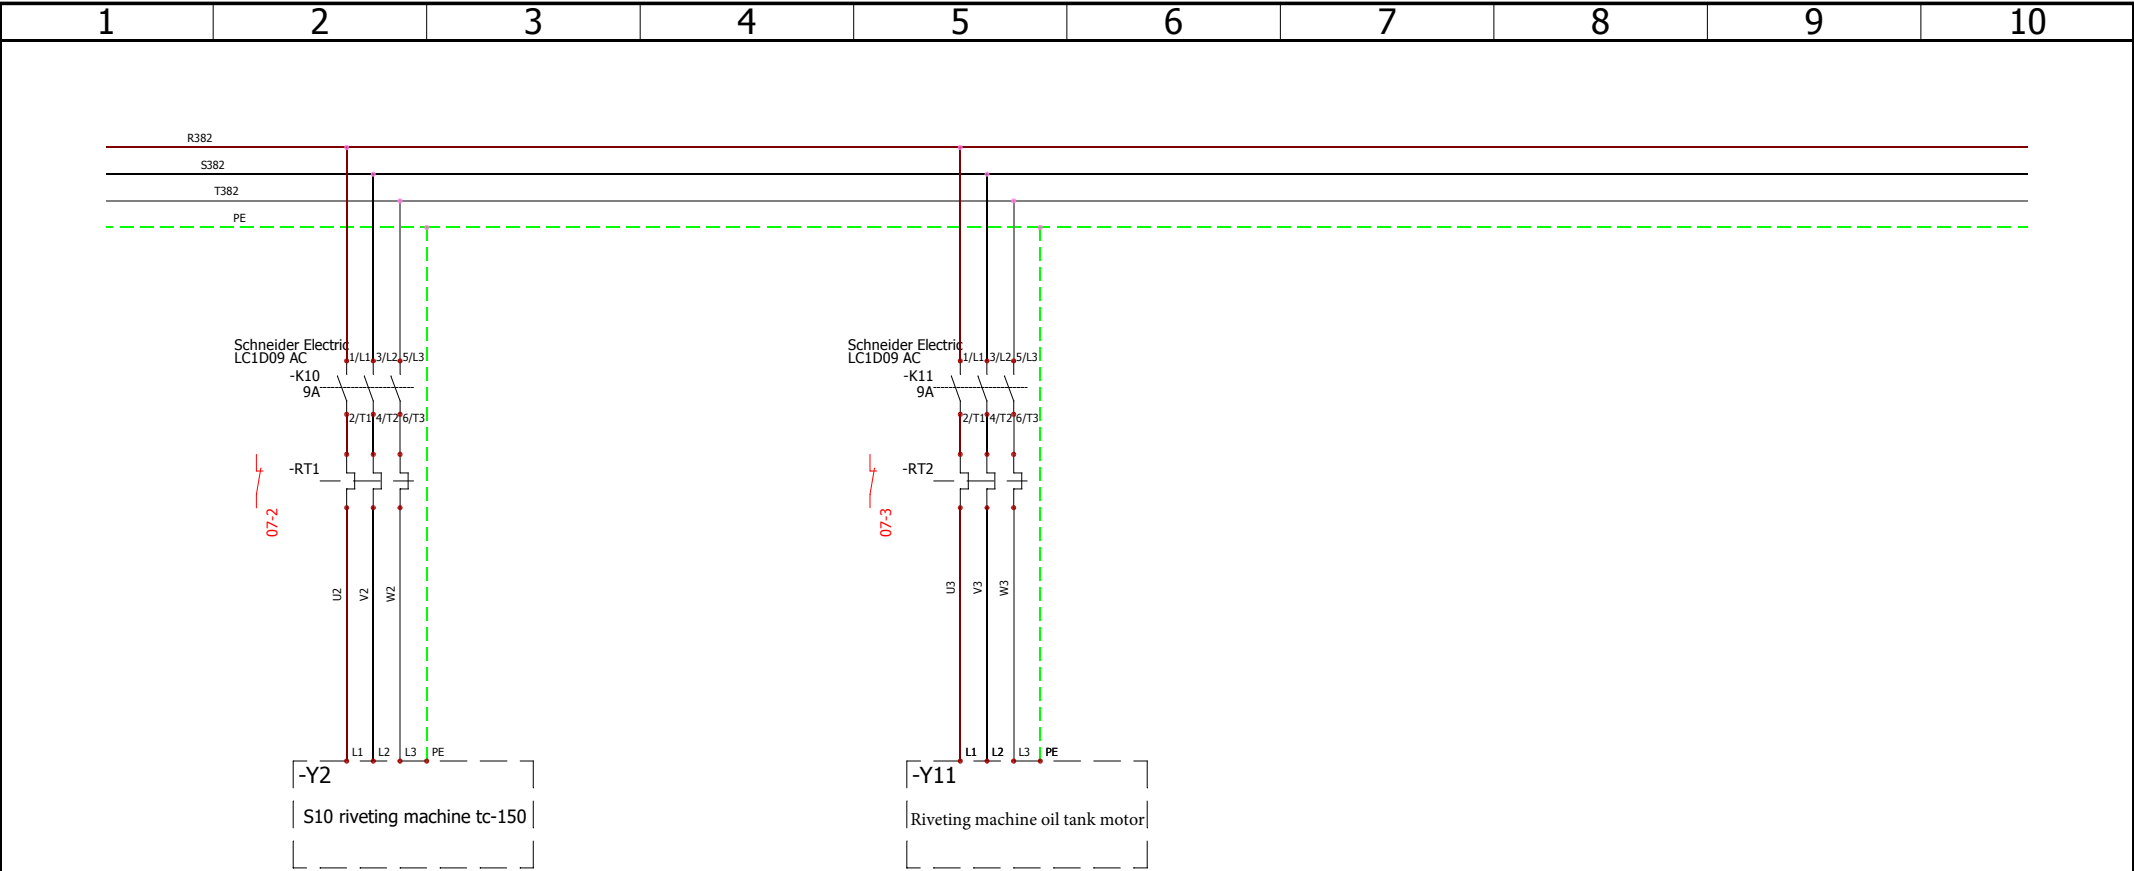 1 2 3 4 5 6 7 8 9 10
R382
S382
T382
PE
Schneider Electric
LC1D09 AC
1/L1 3/L2 5/L3
-K10
9A
2/T1 4/T2 6/T3
-RT1
07-2
U2 V2 W2
L1 L2 L3 PE
-Y2
S10 riveting machine tc-150
Schneider Electric
LC1D09 AC
1/L1 3/L2 5/L3
-K11
9A
2/T1 4/T2 6/T3
-RT2
07-3
U3 V3 W3
L1 L2 L3 PE
-Y11
Riveting machine oil tank motor